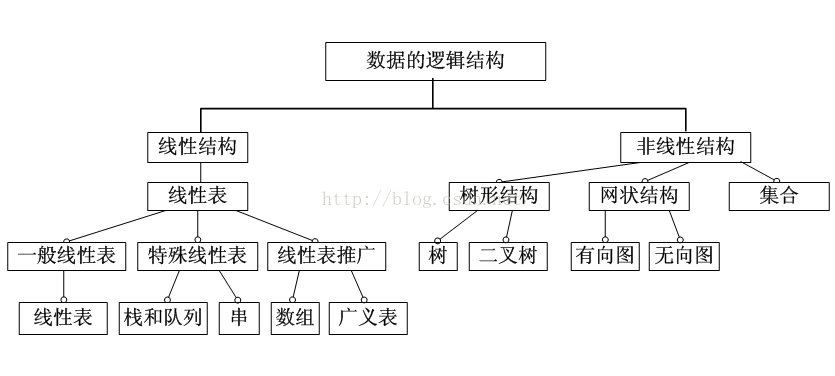 数据的逻辑结构
线性结构
非线性结构
线性表
http://blog.csdn.net/
树形结构
网状结构
集合
一般线性表
特殊线性表
线性表推广
树
二叉树
有向图
无向图
线性表
栈和队列
串
数组
广义表